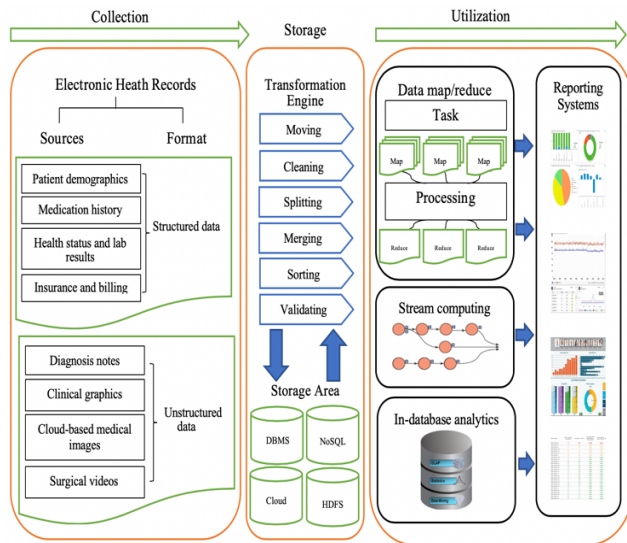 Collection
Storage
Utilization
Electronic Heath Records
Sources
Format
Patient demographics
Medication history
Health status and lab
results
Insurance and billing
Structured data
Diagnosis notes
Clinical graphics
Cloud-based medical
images
Surgical videos
Unstructured
data
Transformation
Engine
Moving
Cleaning
Splitting
Merging
Sorting
Validating
Storage Area
DBMS
NoSQL
Cloud
HDFS
Data map/reduce
Task
Map
Map
Map
Processing
Reduce
Reduce
Reduce
Stream computing
In-database analytics
Reporting
Systems